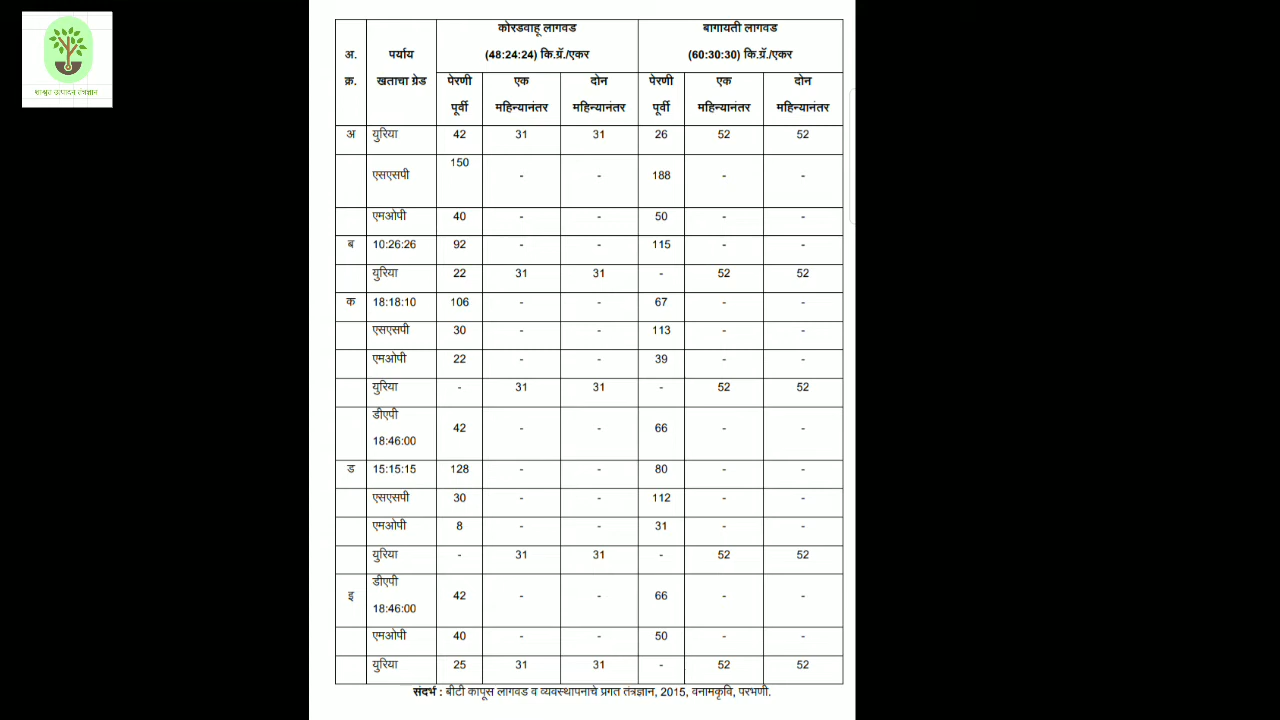 शाश्वत उत्पादन तंत्रज्ञान
कोरडवाहू लागवड बागायती लागवड
अ. पर्याय (48:24:24) कि.ग्रॅ./एकर (60:30:30) कि.ग्रॅ./एकर
क्र. खताचा ग्रेड पेरणी एक दोन पेरणी एक दोन
पूर्वी महिन्यानंतर महिन्यानंतर पूर्वी महिन्यानंतर महिन्यानंतर
अ युरिया 42 31 31 26 52 52
एसएसपी 150 - - 188 - -
एमओपी 40 - - 50 - -
ब 10:26:26 92 - - 115 - -
युरिया 22 31 31 - 52 52
क 18:18:10 106 - - 67 - -
एसएसपी 30 - - 113 - -
एमओपी 22 - - 39 - -
युरिया - 31 31 - 52 52
डीएपी
18:46:00 42 - - 66 - -
ड 15:15:15 128 - - 80 - -
एसएसपी 30 - - 112 - -
एमओपी 8 - - 31 - -
युरिया - 31 31 - 52 52
डीएपी
इ 18:46:00 42 - - 66 - -
एमओपी 40 - - 50 - -
युरिया 25 31 31 - 52 52
संदर्भ : बीटी कापूस लागवड व व्यवस्थापनाचे प्रगत तंत्रज्ञान, 2015, वनामकृवि, परभणी.